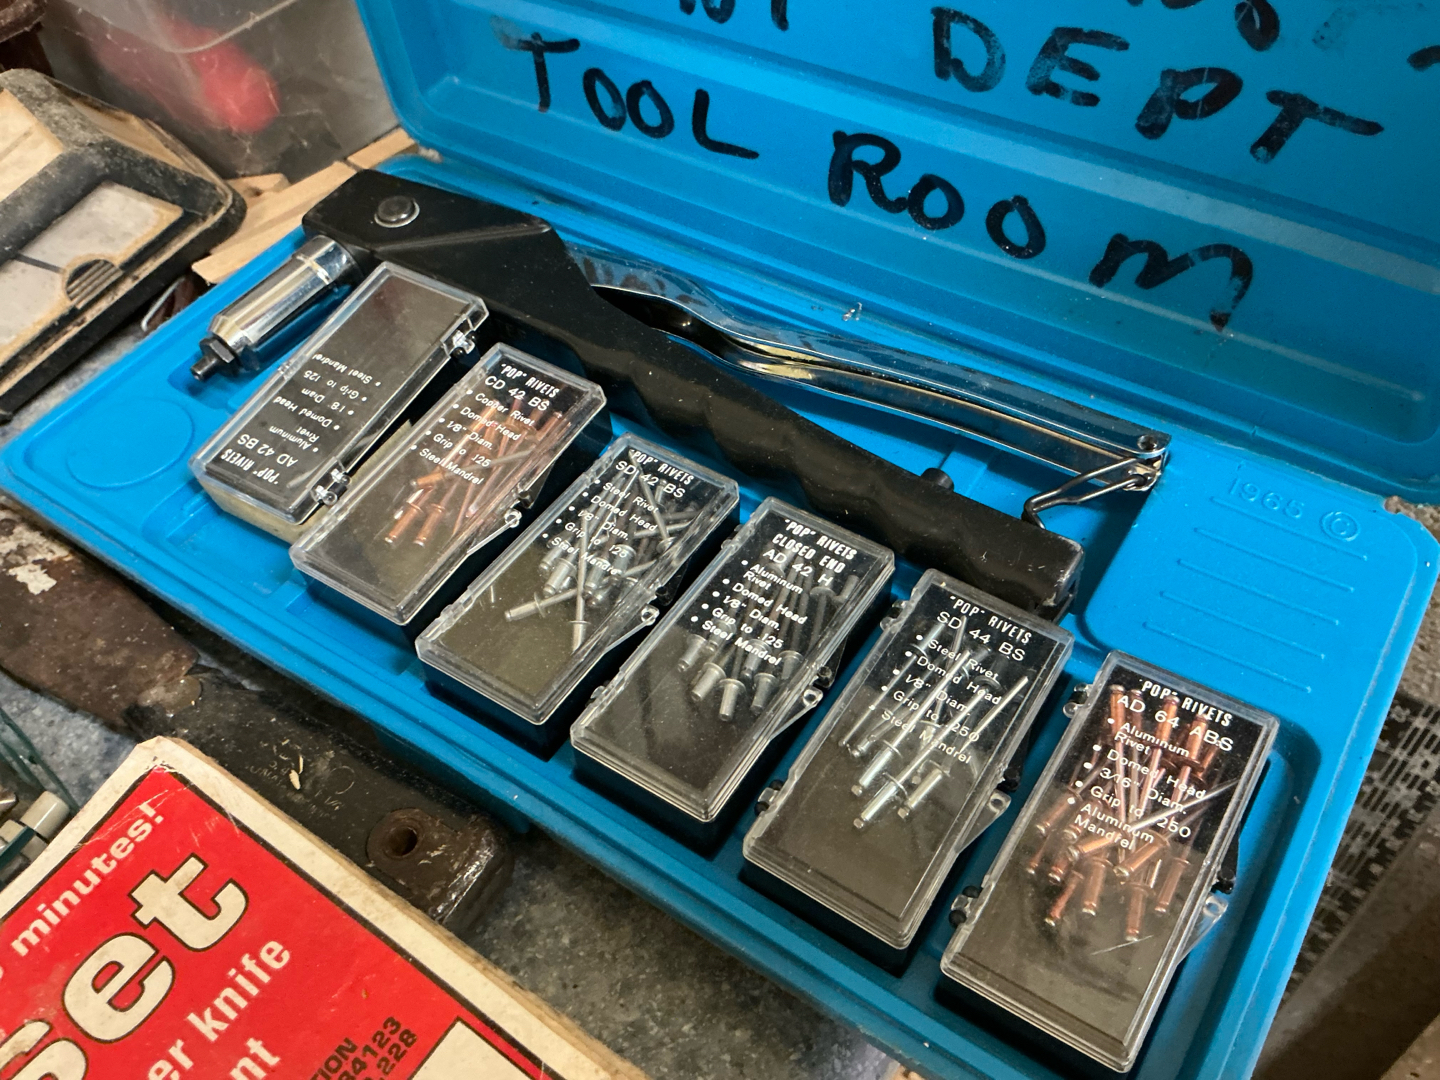 DEPT
TOOL ROOM
1965 ©
"POP" RIVETS
AD 42 BS
• Aluminum
Rivet
• Domed Head
• 1/8" Diam
• Grip to .125
• Steel Mandrel
"POP" RIVETS
CD 42 BS
• Copper Rivet
• Domed Head
• 1/8" Diam.
• Grip to .125
• Steel Mandrel
"POP" RIVETS
SD 42 BS
• Steel Rivet
• Domed Head
• 1/8" Diam.
• Grip to .125
• Steel Mandrel
"POP" RIVETS
CLOSED END
AD 42 H
• Aluminum
Rivet
• Domed Head
• 1/8" Diam.
• Grip to .125
• Steel Mandrel
"POP" RIVETS
SD 44 BS
• Steel Rivet
• Domed Head
• 1/8" Diam.
• Grip to .250
• Steel Mandrel
"POP" RIVETS
AD 64 ABS
• Aluminum
Rivet
• Domed Head
• 3/16" Diam.
• Grip to .250
• Aluminum
Mandrel
minutes!
set
knife